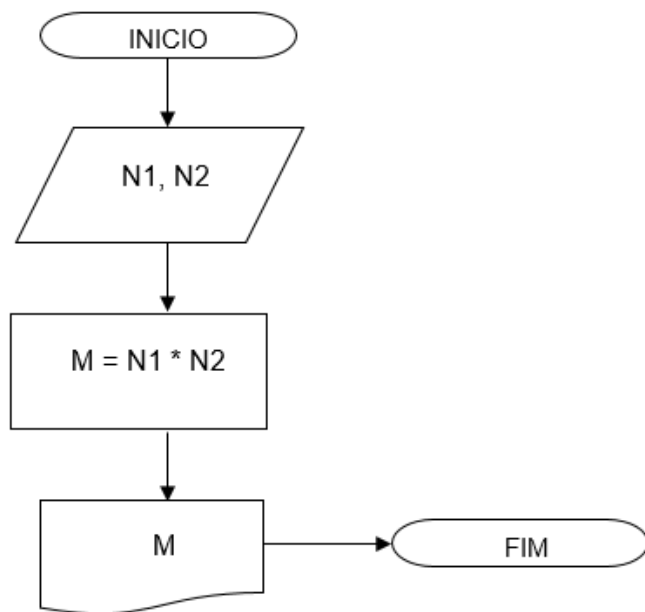 INICIO
N1, N2
M = N1 * N2
M
FIM